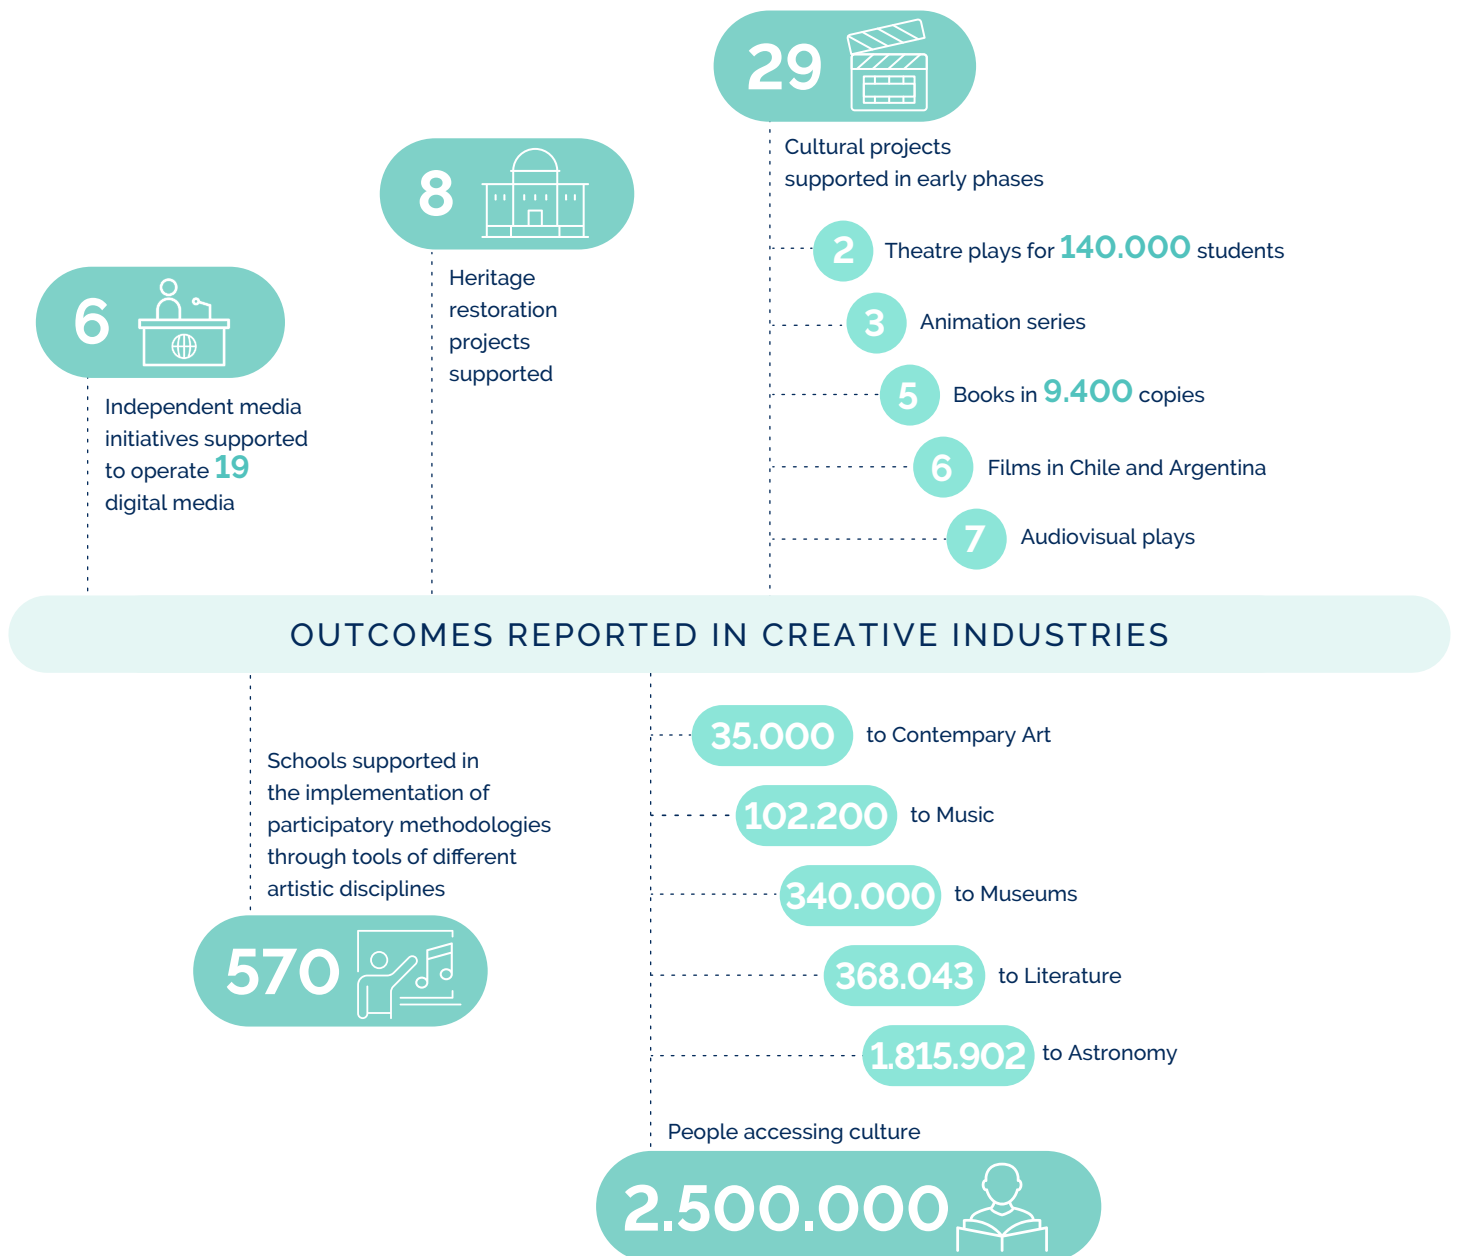 29
Cultural projects
supported in early phases
2 Theatre plays for 140.000 students
3 Animation series
5 Books in 9.400 copies
6 Films in Chile and Argentina
7 Audiovisual plays
8
Heritage
restoration
projects
supported
6
Independent media
initiatives supported
to operate 19
digital media
OUTCOMES REPORTED IN CREATIVE INDUSTRIES
Schools supported in
the implementation of
participatory methodologies
through tools of different
artistic disciplines
570
35.000 to Contempary Art
102.200 to Music
340.000 to Museums
368.043 to Literature
1.815.902 to Astronomy
People accessing culture
2.500.000